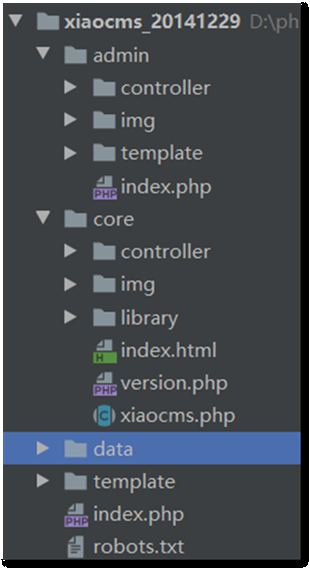 xiaocms_20141229 D:\ph
admin
controller
img
template
index.php
core
controller
img
library
index.html
version.php
xiaocms.php
data
template
index.php
robots.txt